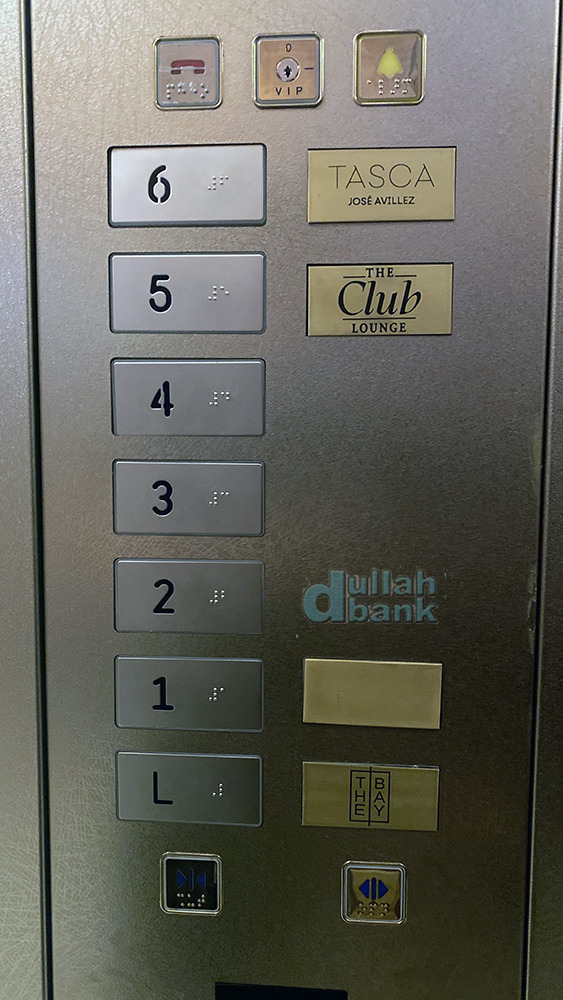 0
VIP
6
TASCA
JOSÉ AVILLEZ
5
THE
Club
LOUNGE
4
3
2
dullah
dbank
1
L
THE BAY